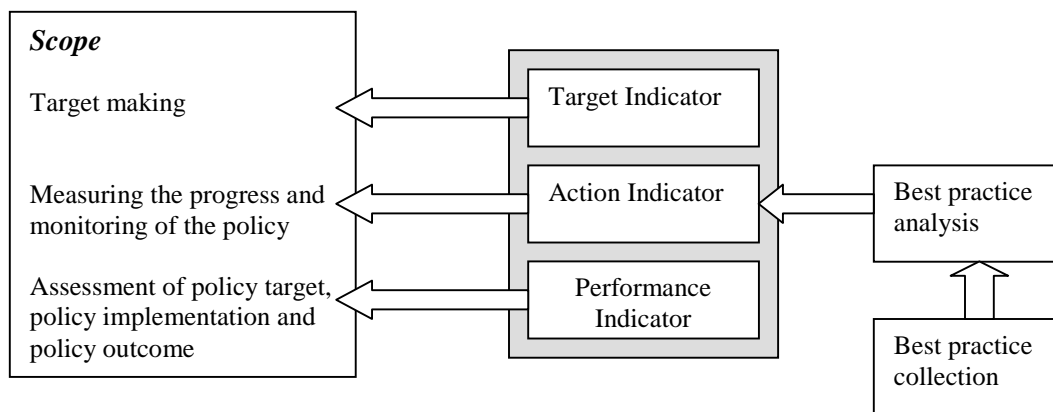 Scope
Target making
Measuring the progress and
monitoring of the policy
Assessment of policy target,
policy implementation and
policy outcome
Target Indicator
Action Indicator
Performance
Indicator
Best practice
analysis
Best practice
collection